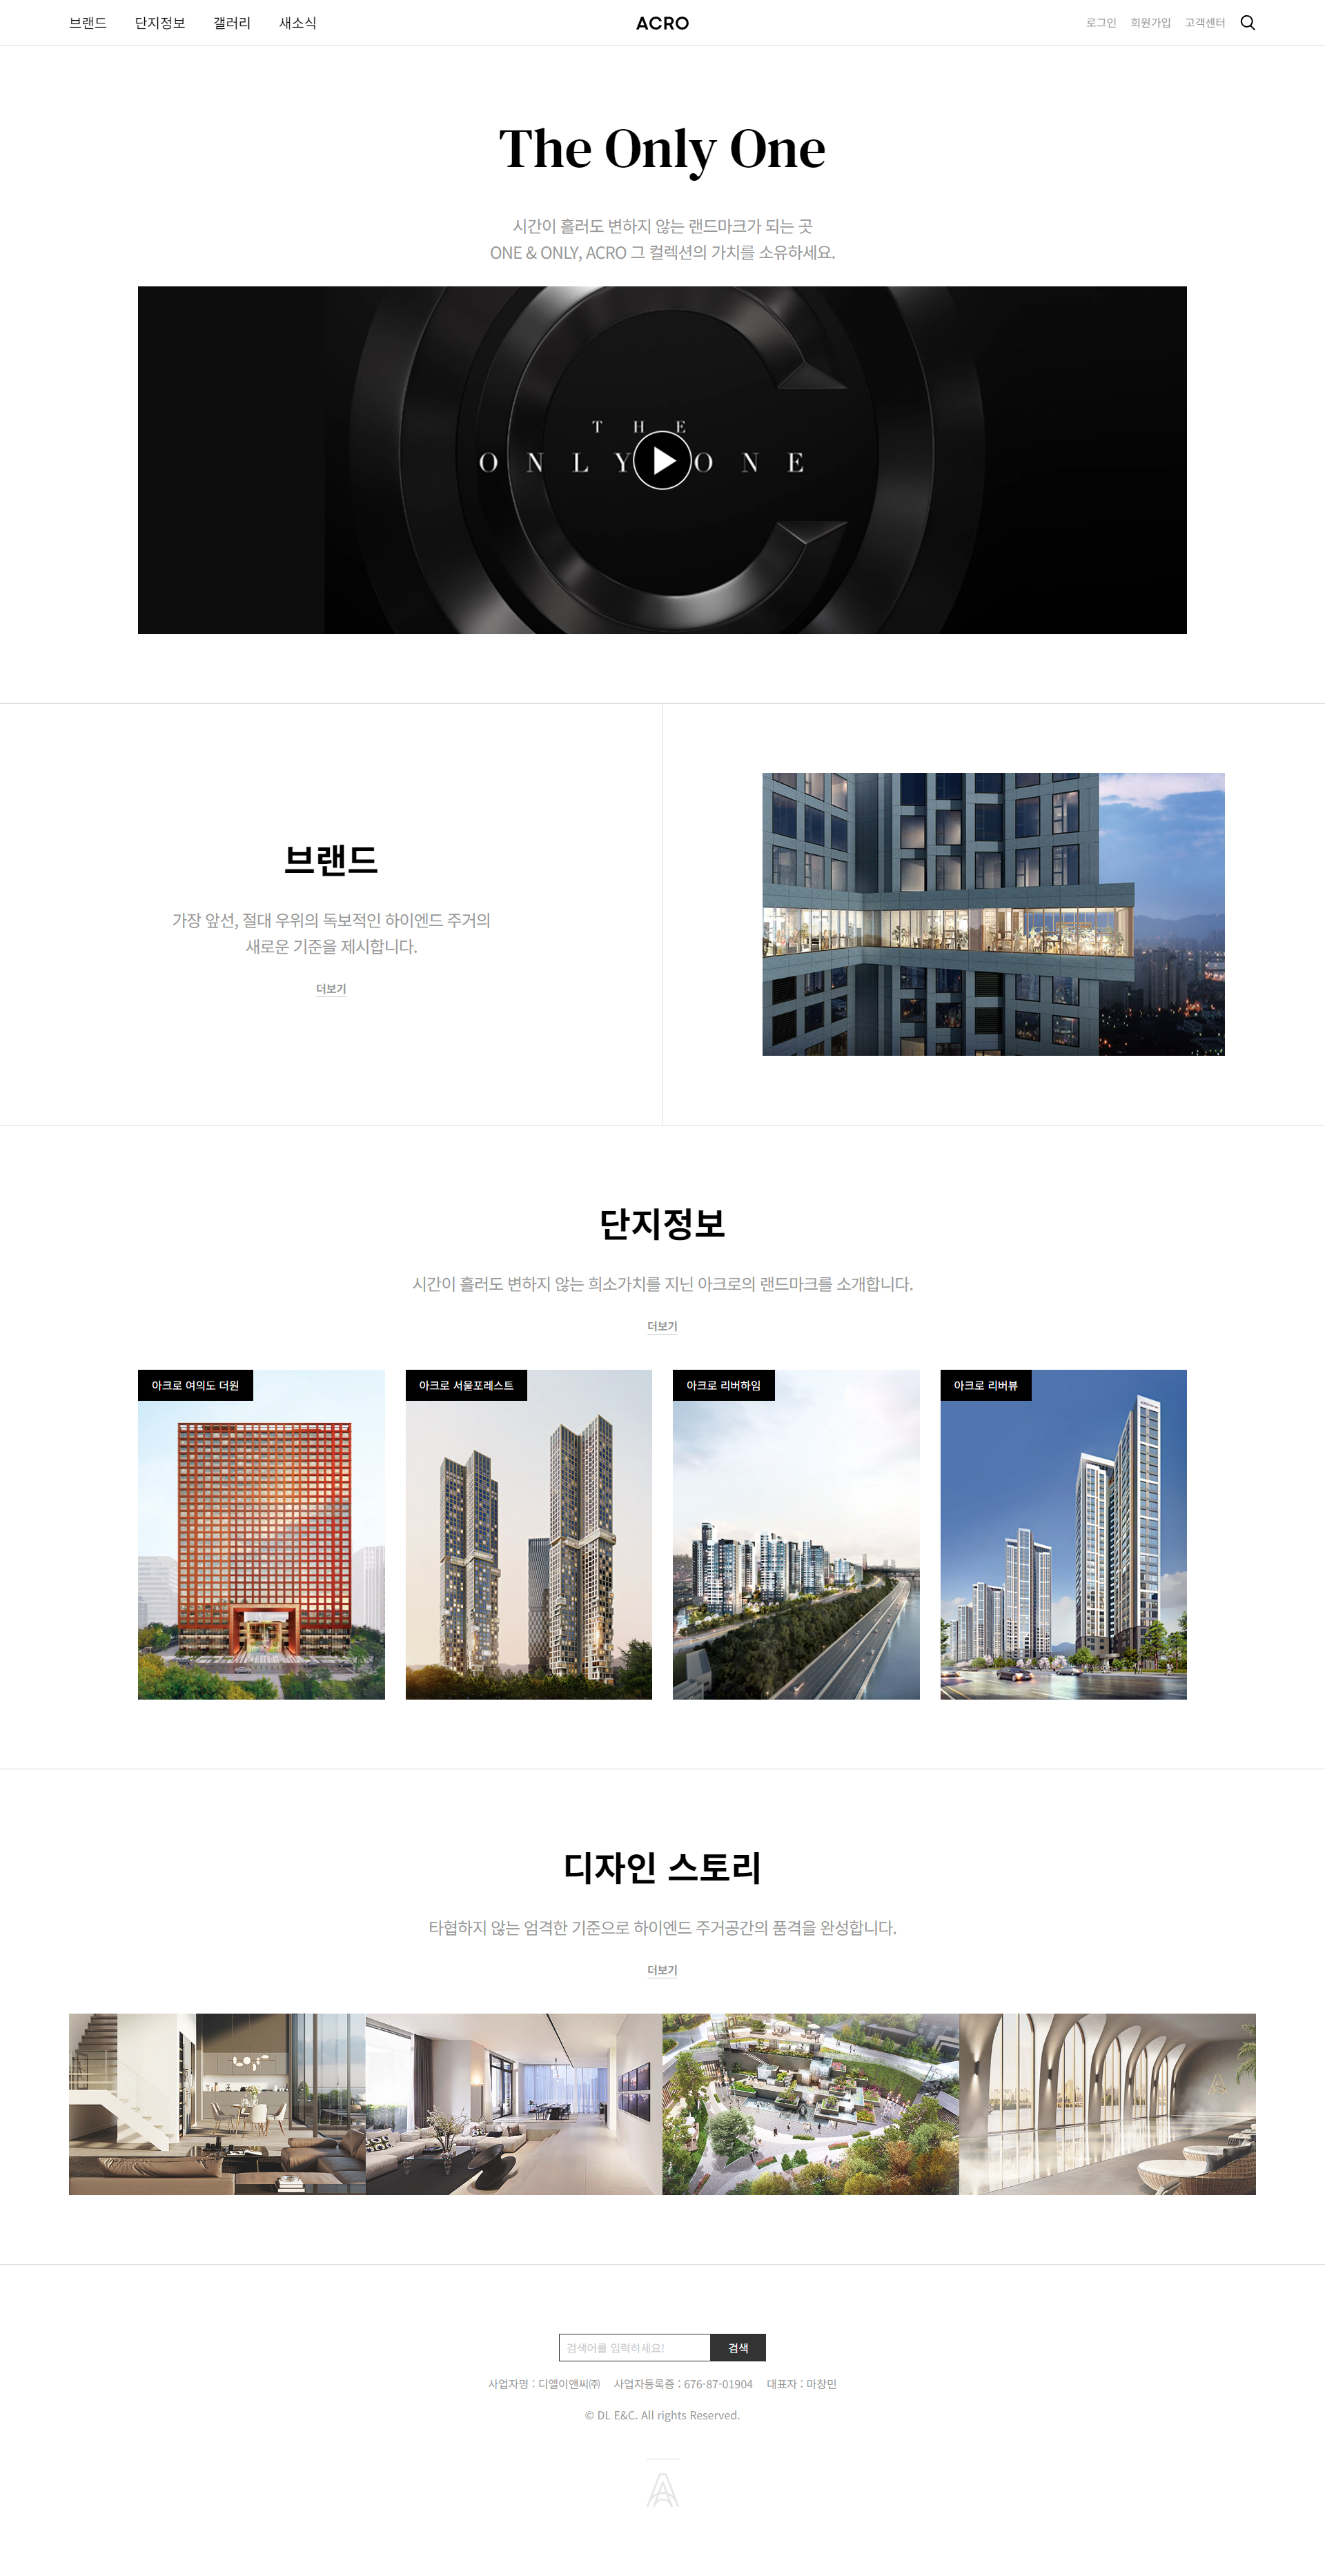 브랜드 단지정보 갤러리 새소식 ACRO 로그인 회원가입 고객센터
The Only One
시간이 흘러도 변하지 않는 랜드마크가 되는 곳
ONE & ONLY, ACRO 그 컬렉션의 가치를 소유하세요.
THE
ONLY ONE
브랜드
가장 앞선, 절대 우위의 독보적인 하이엔드 주거의
새로운 기준을 제시합니다.
더보기
단지정보
시간이 흘러도 변하지 않는 희소가치를 지닌 아크로의 랜드마크를 소개합니다.
더보기
아크로 여의도 더원 아크로 서울포레스트 아크로 리버하임 아크로 리버뷰
디자인 스토리
타협하지 않는 엄격한 기준으로 하이엔드 주거공간의 품격을 완성합니다.
더보기
검색어를 입력하세요! 검색
사업자명 : 디엘이앤씨㈜ 사업자등록증 : 676-87-01904 대표자 : 마창민
© DL E&C. All rights Reserved.